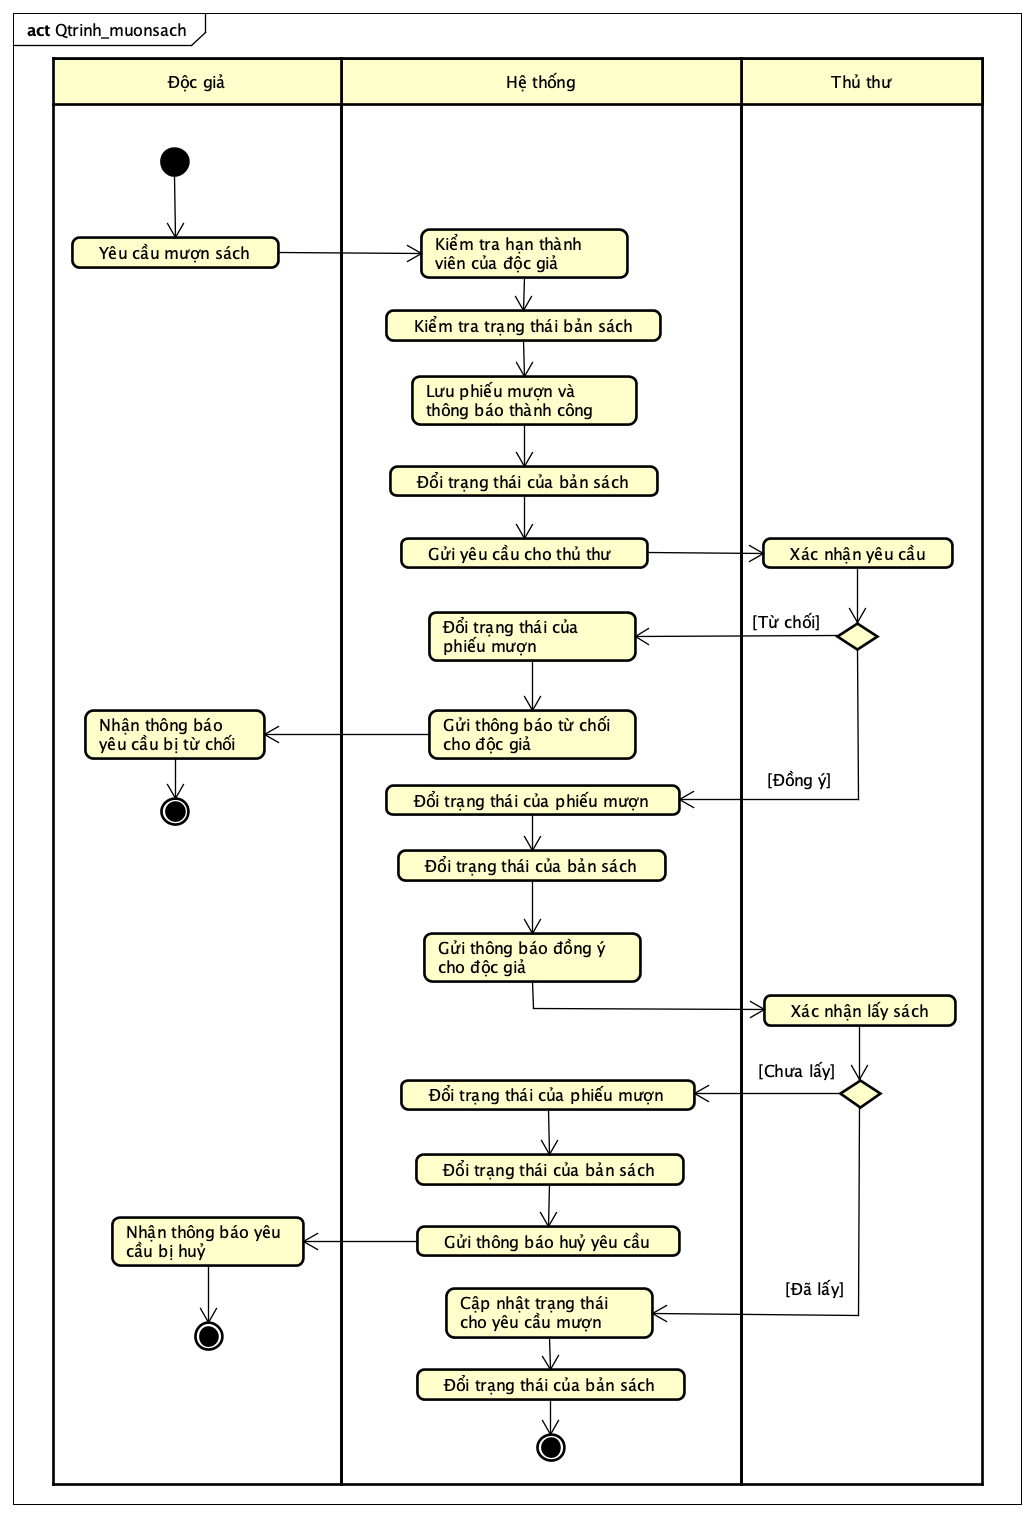 act Qtrinh_muonsach
Độc giả
Hệ thống
Thủ thư
Yêu cầu mượn sách
Kiểm tra hạn thành
viên của độc giả
Kiểm tra trạng thái bản sách
Lưu phiếu mượn và
thông báo thành công
Đổi trạng thái của bản sách
Gửi yêu cầu cho thủ thư
Xác nhận yêu cầu
[Từ chối]
Đổi trạng thái của
phiếu mượn
Gửi thông báo từ chối
cho độc giả
Nhận thông báo
yêu cầu bị từ chối
[Đồng ý]
Đổi trạng thái của phiếu mượn
Đổi trạng thái của bản sách
Gửi thông báo đồng ý
cho độc giả
Xác nhận lấy sách
[Chưa lấy]
Đổi trạng thái của phiếu mượn
Đổi trạng thái của bản sách
Gửi thông báo huỷ yêu cầu
Nhận thông báo yêu
cầu bị huỷ
[Đã lấy]
Cập nhật trạng thái
cho yêu cầu mượn
Đổi trạng thái của bản sách